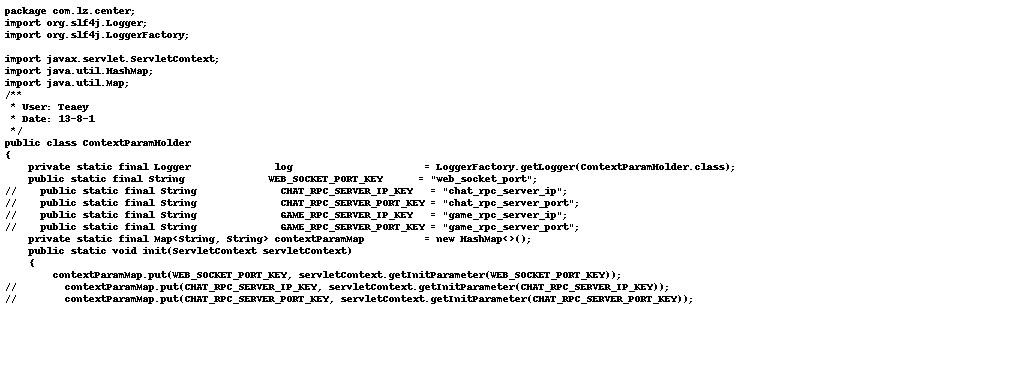 package com.lz.center;
import org.slf4j.Logger;
import org.slf4j.LoggerFactory;

import javax.servlet.ServletContext;
import java.util.HashMap;
import java.util.Map;
/**
 * User: Teaey
 * Date: 13-8-1
 */
public class ContextParamHolder
{
    private static final Logger              log                      = LoggerFactory.getLogger(ContextParamHolder.class);
    public static final String              WEB_SOCKET_PORT_KEY      = "web_socket_port";
//    public static final String              CHAT_RPC_SERVER_IP_KEY   = "chat_rpc_server_ip";
//    public static final String              CHAT_RPC_SERVER_PORT_KEY = "chat_rpc_server_port";
//    public static final String              GAME_RPC_SERVER_IP_KEY   = "game_rpc_server_ip";
//    public static final String              GAME_RPC_SERVER_PORT_KEY = "game_rpc_server_port";
    private static final Map<String, String> contextParamMap          = new HashMap<>();
    public static void init(ServletContext servletContext)
    {
        contextParamMap.put(WEB_SOCKET_PORT_KEY, servletContext.getInitParameter(WEB_SOCKET_PORT_KEY));
//        contextParamMap.put(CHAT_RPC_SERVER_IP_KEY, servletContext.getInitParameter(CHAT_RPC_SERVER_IP_KEY));
//        contextParamMap.put(CHAT_RPC_SERVER_PORT_KEY, servletContext.getInitParameter(CHAT_RPC_SERVER_PORT_KEY));